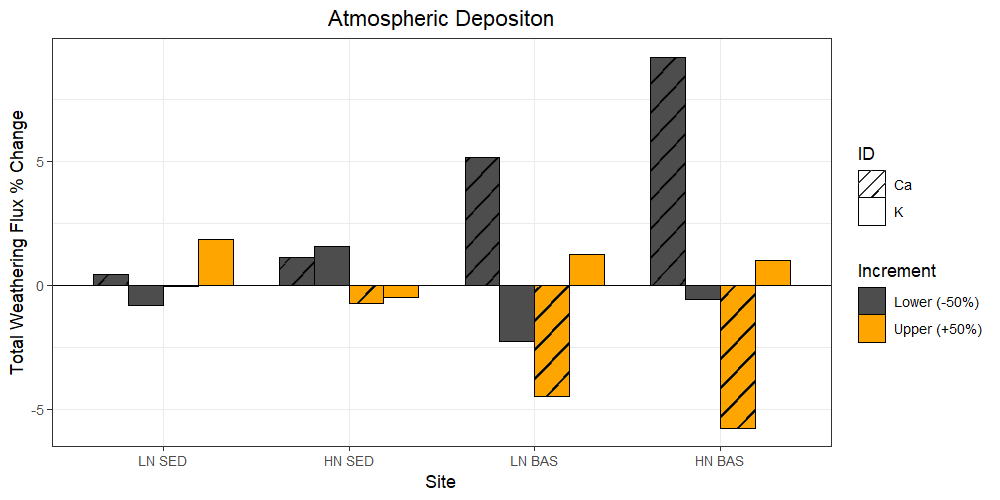 Atmospheric Depositon
Total Weathering Flux % Change
5
0
-5
LN SED
HN SED
LN BAS
HN BAS
Site
ID
Ca
K
Increment
Lower (-50%)
Upper (+50%)